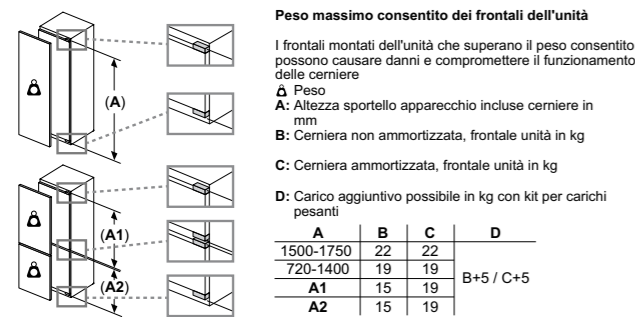 Peso massimo consentito dei frontali dell'unità
I frontali montati dell'unità che superano il peso consentito
possono causare danni e compromettere il funzionamento
delle cerniere
Peso
A: Altezza sportello apparecchio incluse cerniere in
mm
B: Cerniera non ammortizzata, frontale unità in kg
C: Cerniera ammortizzata, frontale unità in kg
D: Carico aggiuntivo possibile in kg con kit per carichi
pesanti
A B C D
1500-1750 22 22
720-1400 19 19
B+5 / C+5
A1 15 19
A2 15 19
(A)
(A1)
(A2)